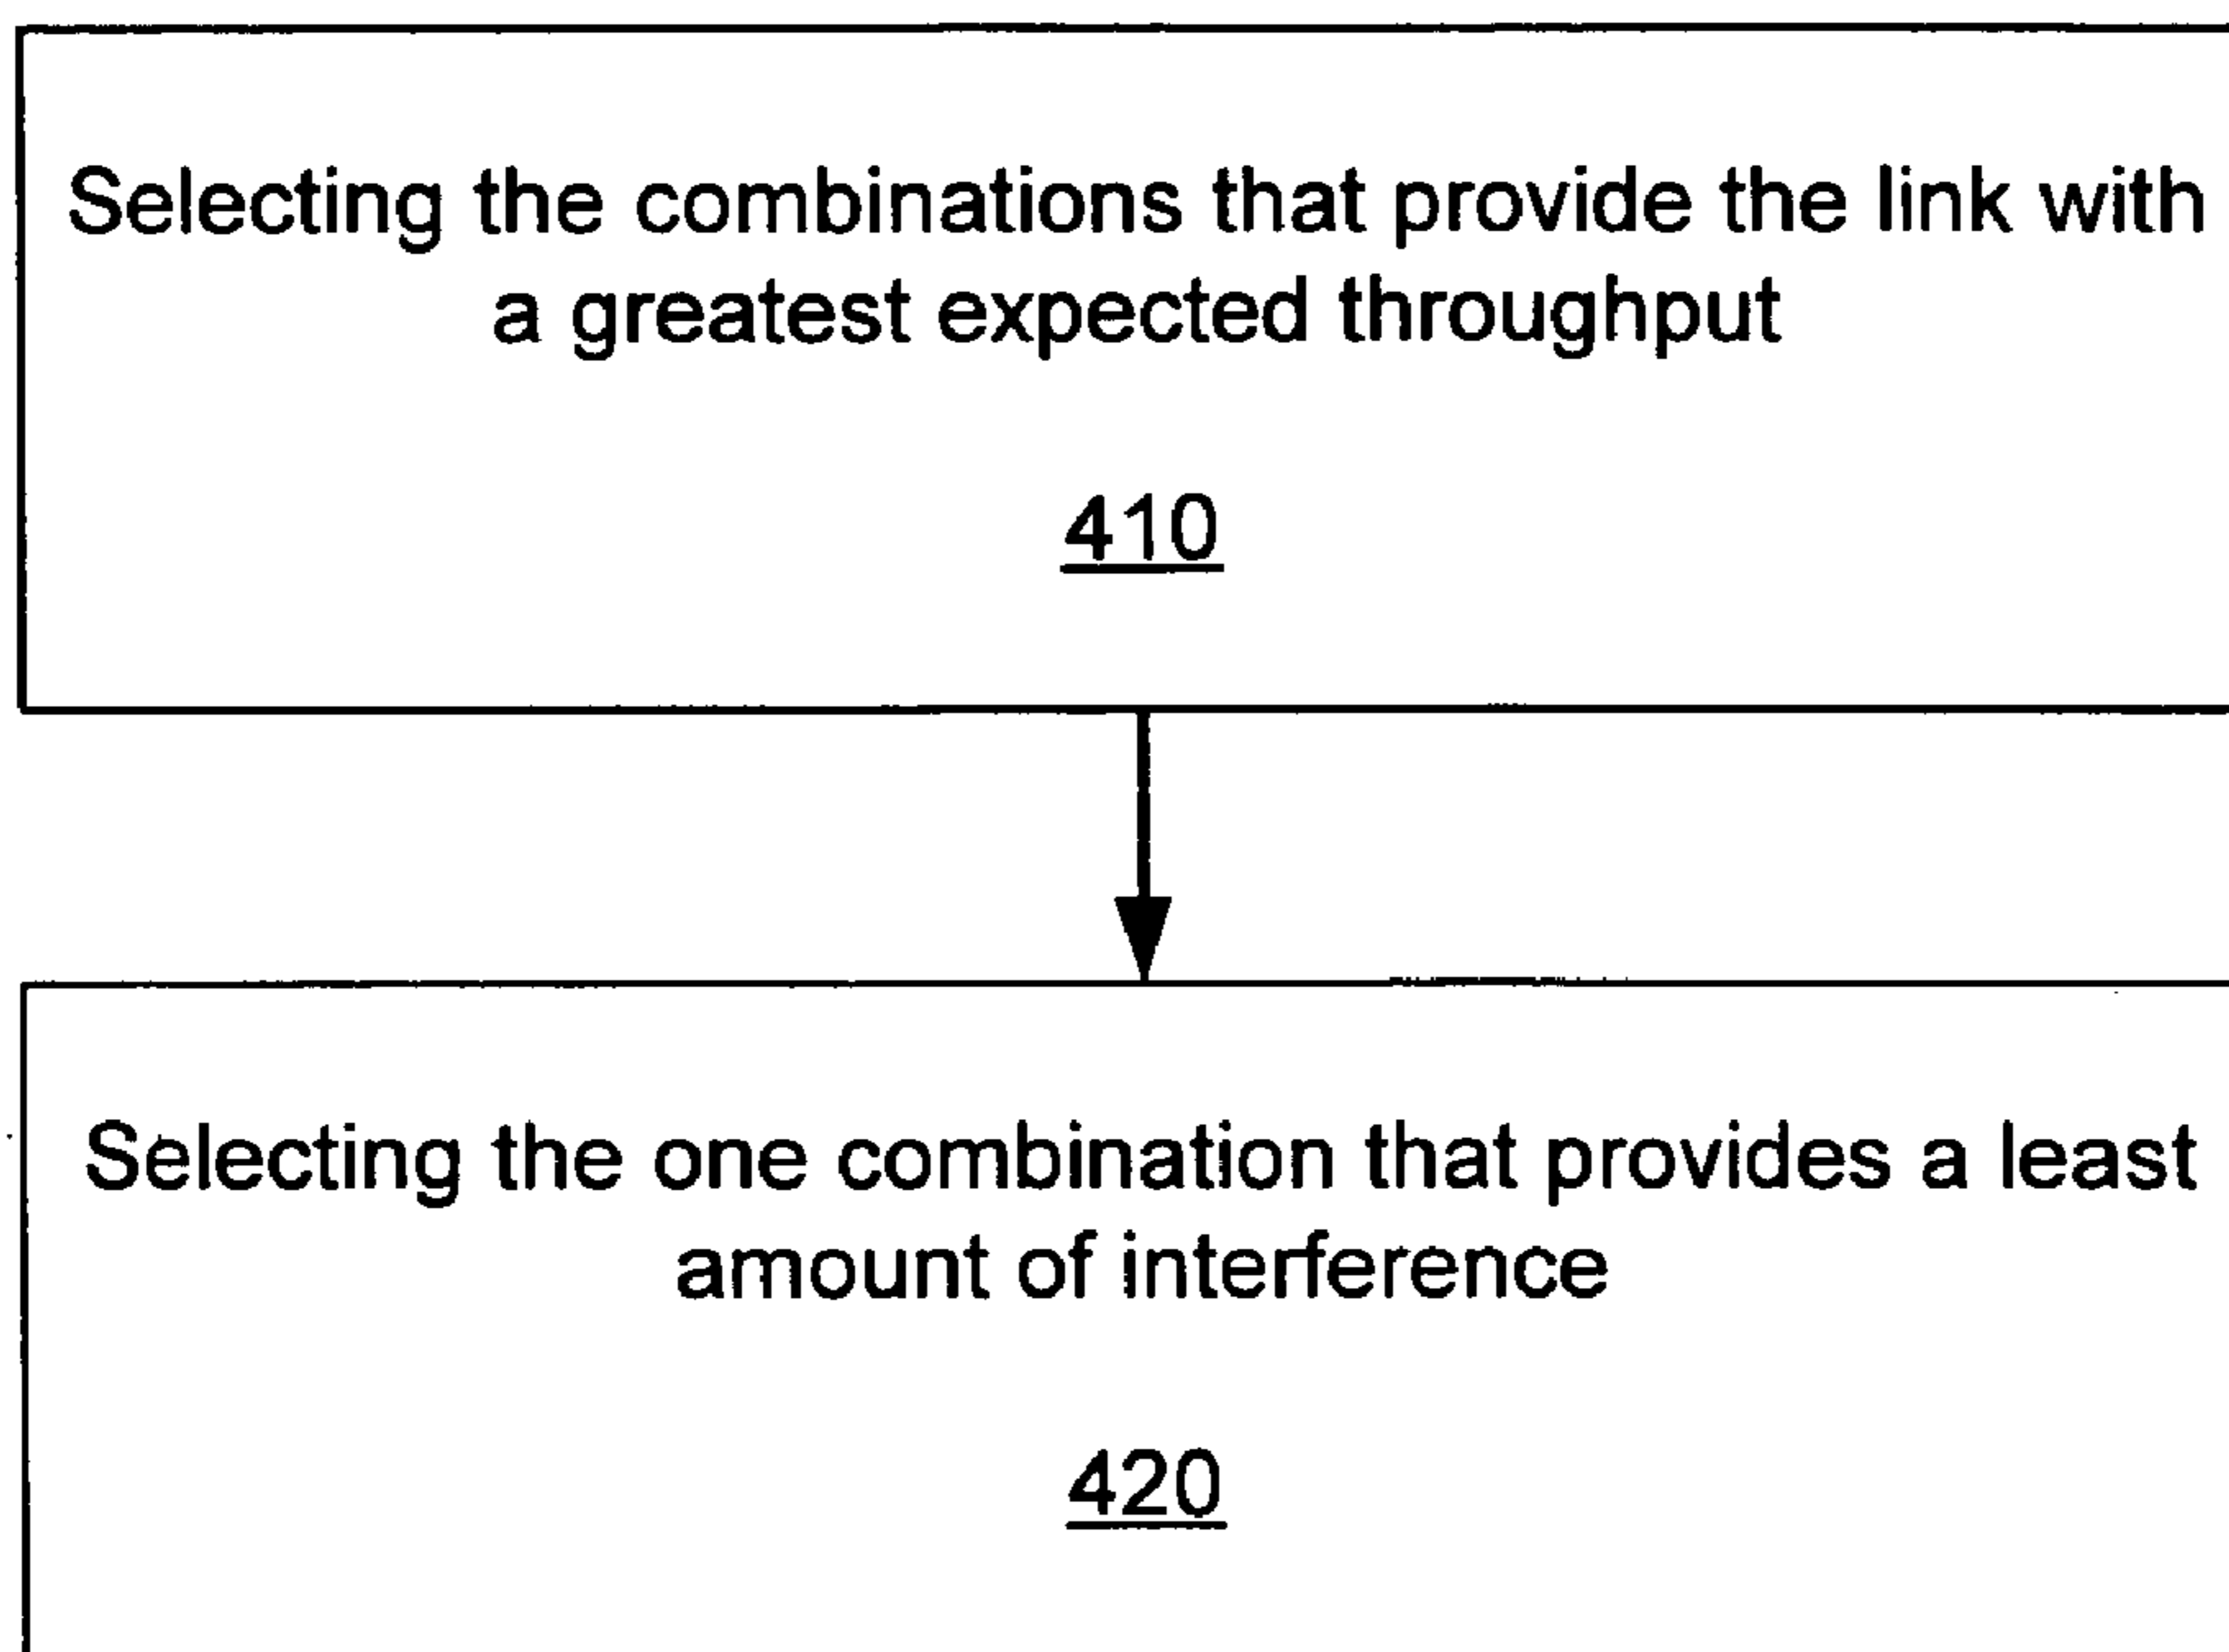 Selecting the combinations that provide the link with
a greatest expected throughput
410
Selecting the one combination that provides a least
amount of interference
420